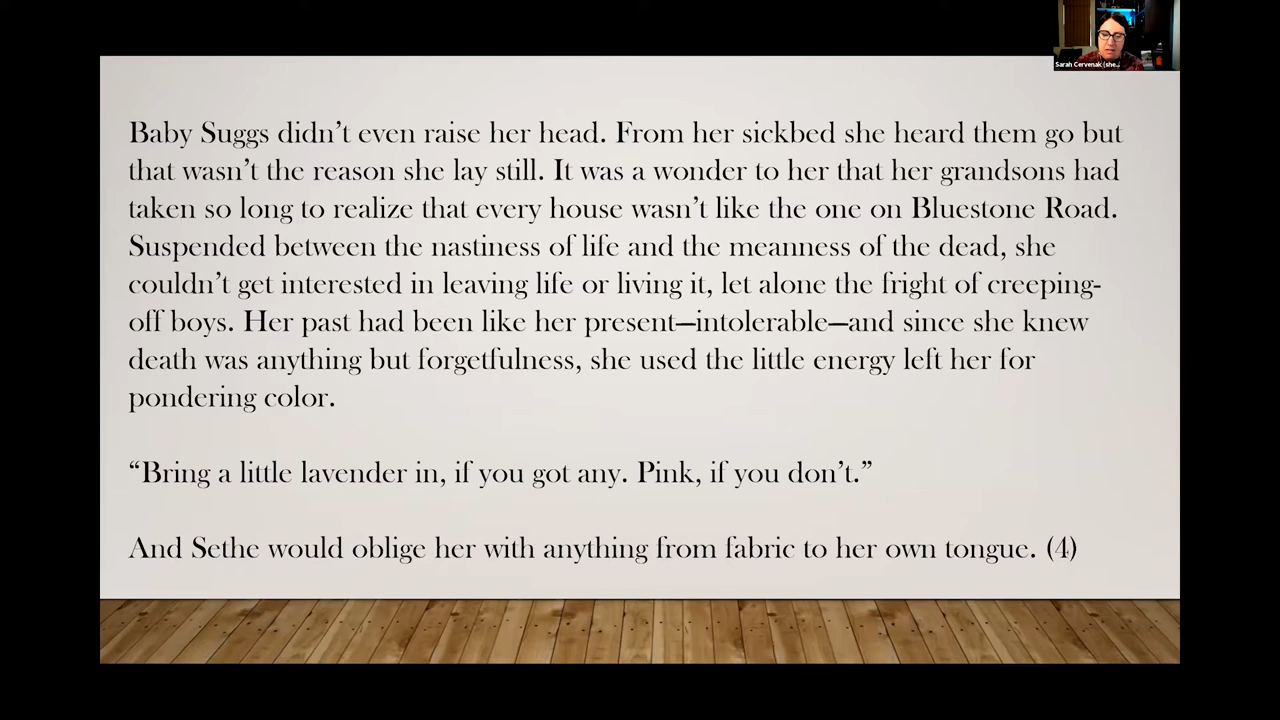 Sarah Cervenak (she...
Baby Suggs didn’t even raise her head. From her sickbed she heard them go but
that wasn’t the reason she lay still. It was a wonder to her that her grandsons had
taken so long to realize that every house wasn’t like the one on Bluestone Road.
Suspended between the nastiness of life and the meanness of the dead, she
couldn’t get interested in leaving life or living it, let alone the fright of creeping-
off boys. Her past had been like her present—intolerable—and since she knew
death was anything but forgetfulness, she used the little energy left her for
pondering color.
“Bring a little lavender in, if you got any. Pink, if you don’t.”
And Sethe would oblige her with anything from fabric to her own tongue. (4)